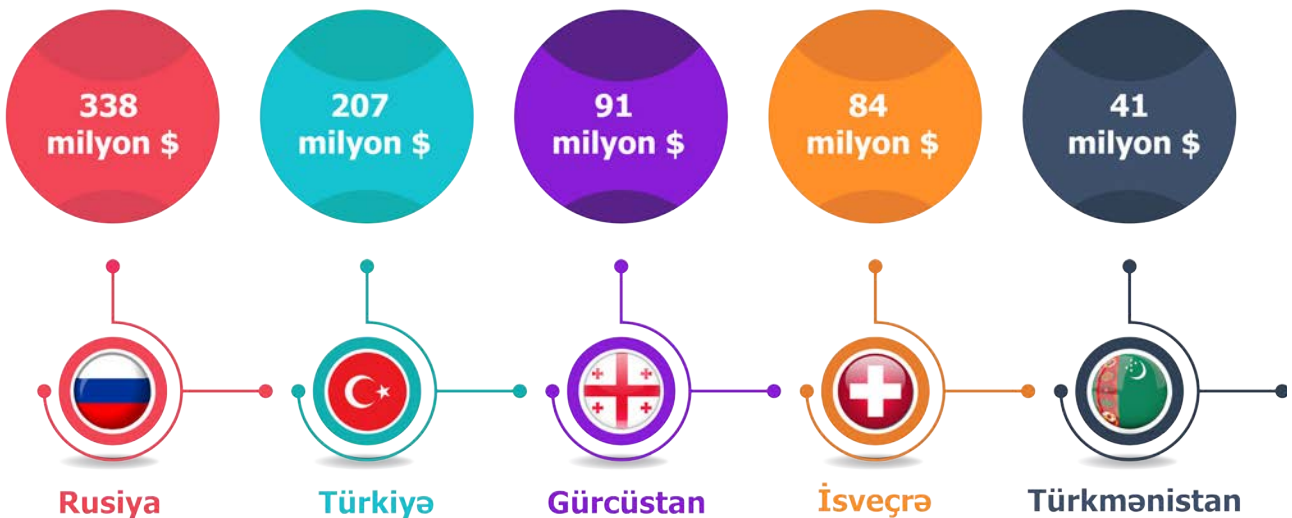 338
milyon $
207
milyon $
91
milyon $
84
milyon $
41
milyon $
Rusiya
Türkiyə
Gürcüstan
İsveçrə
Türkmənistan